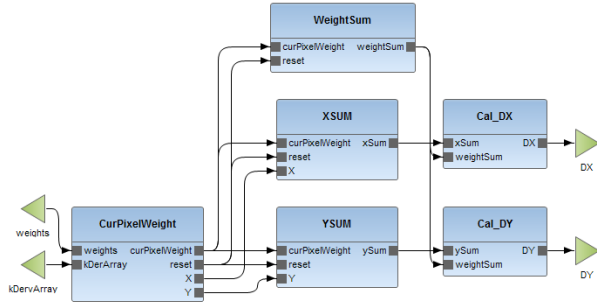 WeightSum
curPixelWeight weightSum
reset
XSUM
curPixelWeight xSum
reset
X
Cal_DX
xSum DX
weightSum
DX
weights
kDervArray
CurPixelWeight
weights curPixelWeight
kDerArray reset
X
Y
YSUM
curPixelWeight ySum
reset
Y
Cal_DY
ySum DY
weightSum
DY